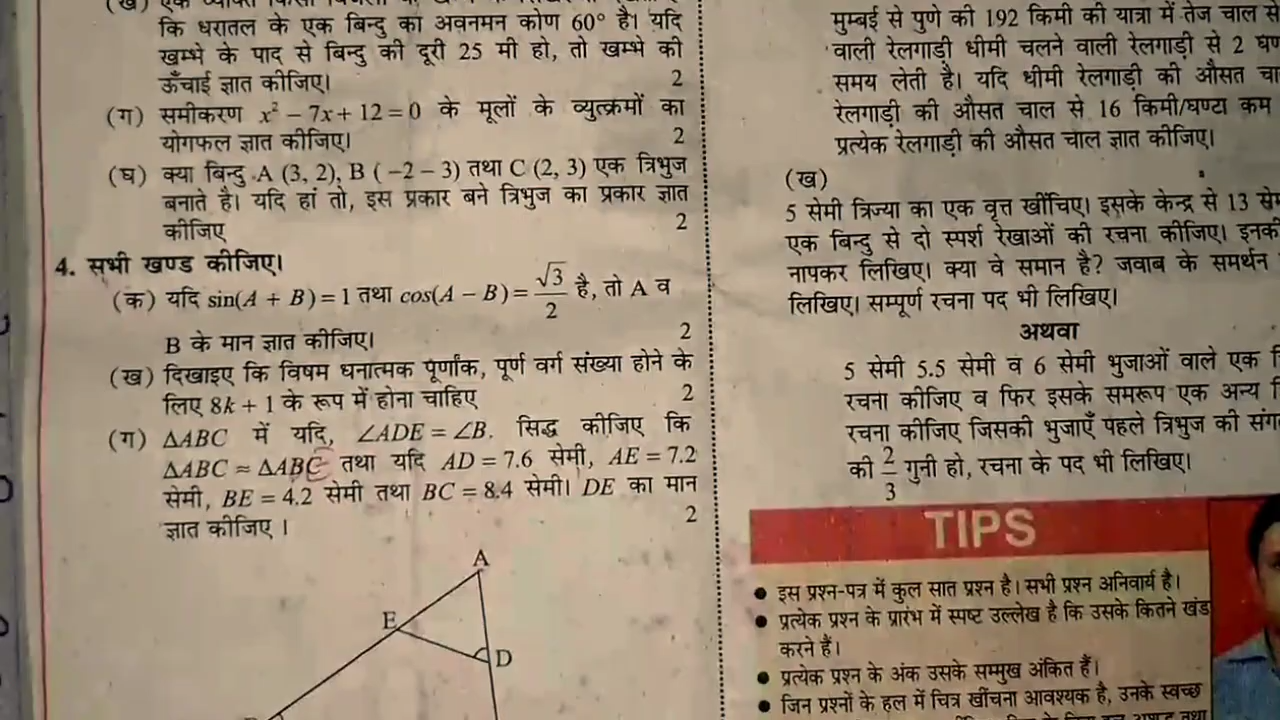 कि धरातल के एक बिन्दु का अवनमन कोण 60° है। यदि
खम्भे के पाद से बिन्दु की दूरी 25 मी हो, तो खम्भे की
ऊँचाई ज्ञात कीजिए। 2
(ग) समीकरण x² – 7x + 12 = 0 के मूलों के व्युत्क्रमों का
योगफल ज्ञात कीजिए। 2
(घ) क्या बिन्दु A (3, 2), B ( –2 – 3) तथा C (2, 3) एक त्रिभुज
बनाते है। यदि हां तो, इस प्रकार बने त्रिभुज का प्रकार ज्ञात
कीजिए 2
4. सभी खण्ड कीजिए।
(क) यदि sin(A + B) = 1 तथा cos(A – B) = √3/2 है, तो A व
B के मान ज्ञात कीजिए। 2
(ख) दिखाइए कि विषम धनात्मक पूर्णांक, पूर्ण वर्ग संख्या होने के
लिए 8k + 1 के रूप में होना चाहिए 2
(ग) ΔABC में यदि, ∠ADE = ∠B. सिद्ध कीजिए कि
ΔABC ≈ ΔABC तथा यदि AD = 7.6 सेमी, AE = 7.2
सेमी, BE = 4.2 सेमी तथा BC = 8.4 सेमी। DE का मान
ज्ञात कीजिए । 2
A
E
D
मुम्बई से पुणे की 192 किमी की यात्रा में तेज चाल से
वाली रेलगाड़ी धीमी चलने वाली रेलगाड़ी से 2
समय लेती है। यदि धीमी रेलगाड़ी की औसत
रेलगाड़ी की औसत चाल से 16 किमी/घण्टा कम
प्रत्येक रेलगाड़ी की औसत चाल ज्ञात कीजिए।
(ख)
5 सेमी त्रिज्या का एक वृत्त खींचिए। इसके केन्द्र से 13
एक बिन्दु से दो स्पर्श रेखाओं की रचना कीजिए। इनकी
नापकर लिखिए। क्या वे समान है? जवाब के समर्थन
लिखिए। सम्पूर्ण रचना पद भी लिखिए।
अथवा
5 सेमी 5.5 सेमी व 6 सेमी भुजाओं वाले एक
रचना कीजिए व फिर इसके समरूप एक अन्य
रचना कीजिए जिसकी भुजाएँ पहले त्रिभुज की
की 2/3 गुनी हो, रचना के पद भी लिखिए।
TIPS
● इस प्रश्न-पत्र में कुल सात प्रश्न है। सभी प्रश्न अनिवार्य है।
● प्रत्येक प्रश्न के प्रारंभ में स्पष्ट उल्लेख है कि उसके कितने खंड
करने हैं।
● प्रत्येक प्रश्न के अंक उसके सम्मुख अंकित हैं।
● जिन प्रश्नों के हल में चित्र खींचना आवश्यक है, उनके स्वच्छ